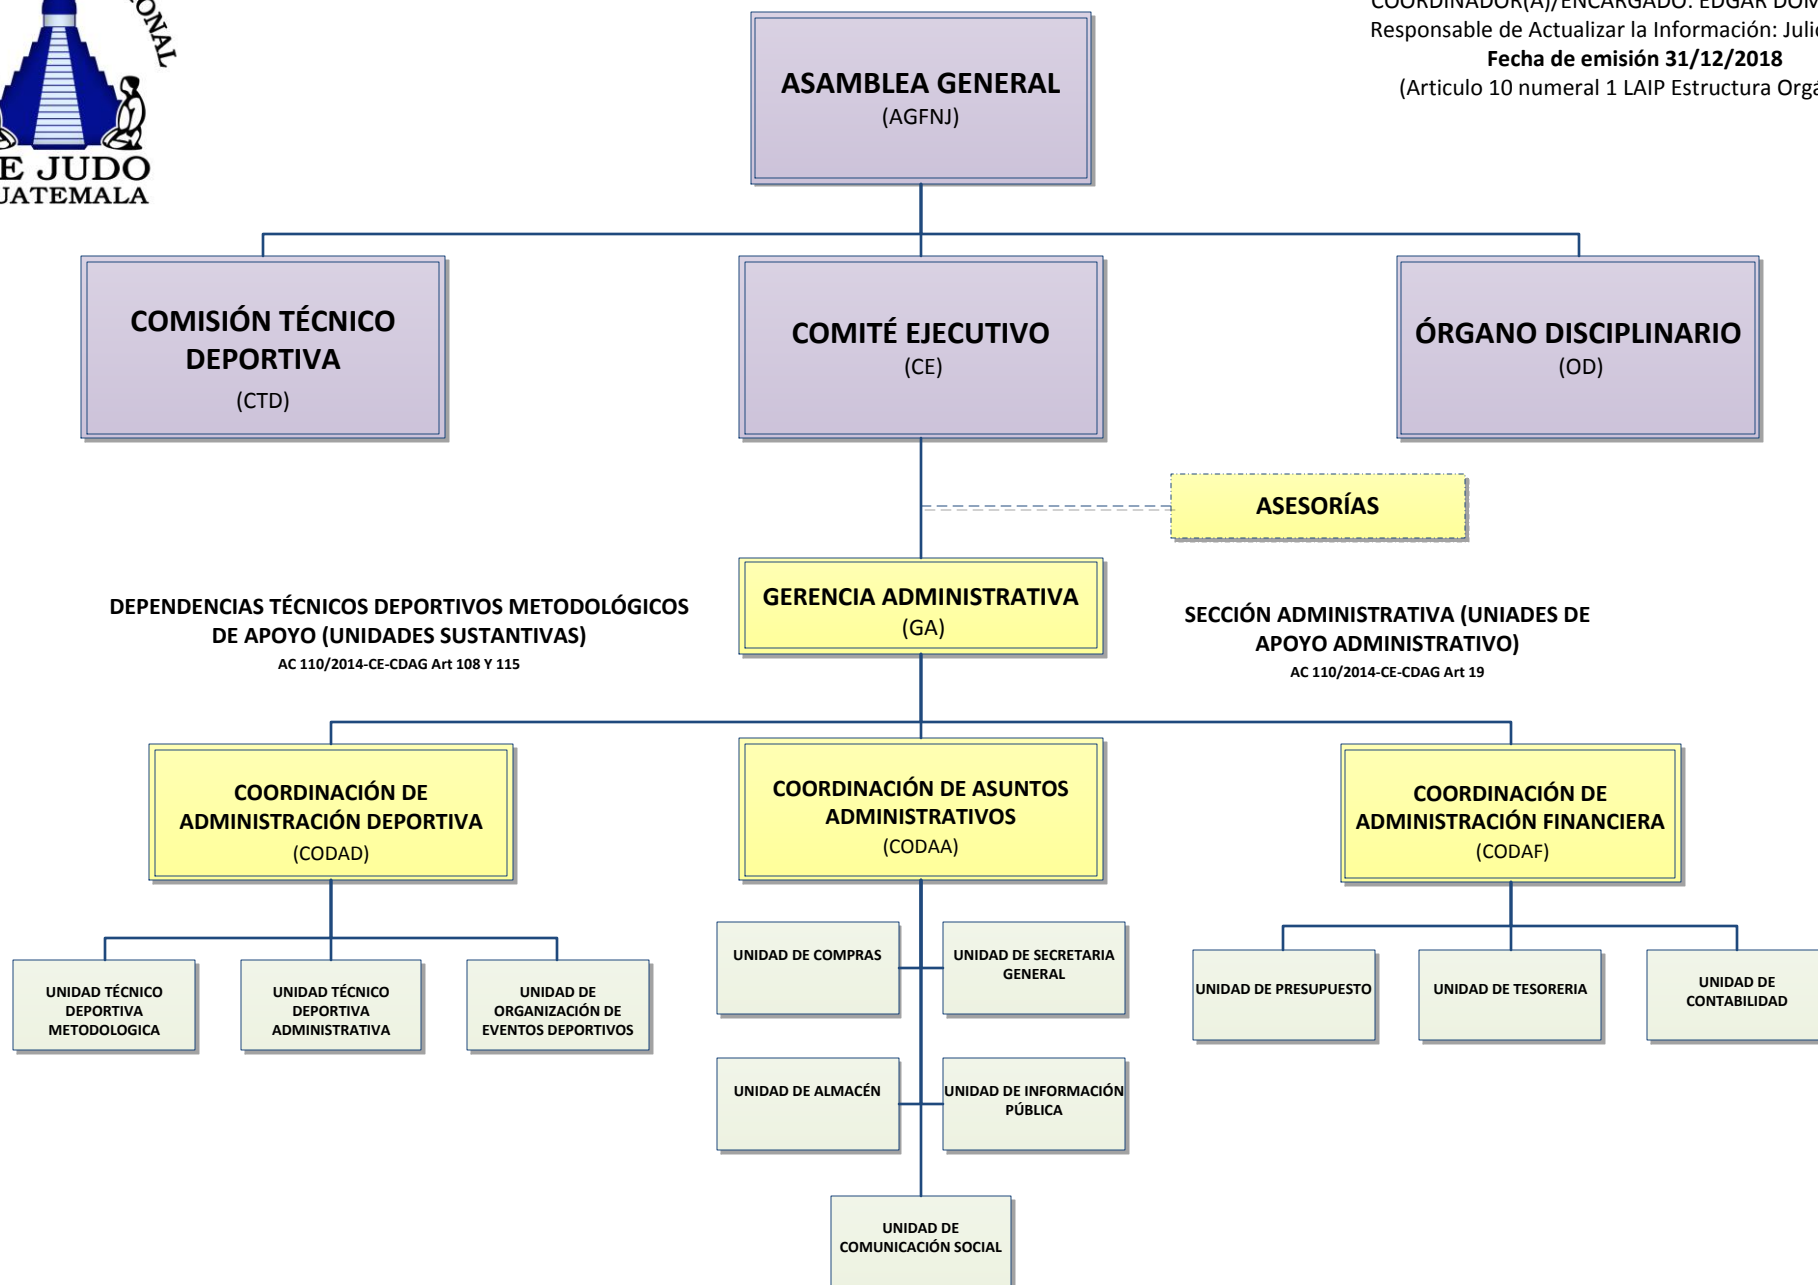 DE JUDO
GUATEMALA
COORDINADOR(A)/ENCARGADO: EDGAR
Responsable de Actualizar la Información:
Fecha de emisión 31/12/2018
(Articulo 10 numeral 1 LAIP Estructura
ASAMBLEA GENERAL
(AGFNJ)
COMISIÓN TÉCNICO
DEPORTIVA
(CTD)
COMITÉ EJECUTIVO
(CE)
ÓRGANO DISCIPLINARIO
(OD)
ASESORÍAS
GERENCIA ADMINISTRATIVA
(GA)
DEPENDENCIAS TÉCNICOS DEPORTIVOS METODOLÓGICOS
DE APOYO (UNIDADES SUSTANTIVAS)
AC 110/2014-CE-CDAG Art 108 Y 115
SECCIÓN ADMINISTRATIVA (UNIADES DE
APOYO ADMINISTRATIVO)
AC 110/2014-CE-CDAG Art 19
COORDINACIÓN DE
ADMINISTRACIÓN DEPORTIVA
(CODAD)
COORDINACIÓN DE ASUNTOS
ADMINISTRATIVOS
(CODAA)
COORDINACIÓN DE
ADMINISTRACIÓN FINANCIERA
(CODAF)
UNIDAD TÉCNICO
DEPORTIVA
METODOLOGICA
UNIDAD TÉCNICO
DEPORTIVA
ADMINISTRATIVA
UNIDAD DE
ORGANIZACIÓN DE
EVENTOS DEPORTIVOS
UNIDAD DE COMPRAS
UNIDAD DE SECRETARIA
GENERAL
UNIDAD DE ALMACÉN
UNIDAD DE INFORMACIÓN
PÚBLICA
UNIDAD DE
COMUNICACIÓN SOCIAL
UNIDAD DE PRESUPUESTO
UNIDAD DE TESORERIA
UNIDAD DE
CONTABILIDAD